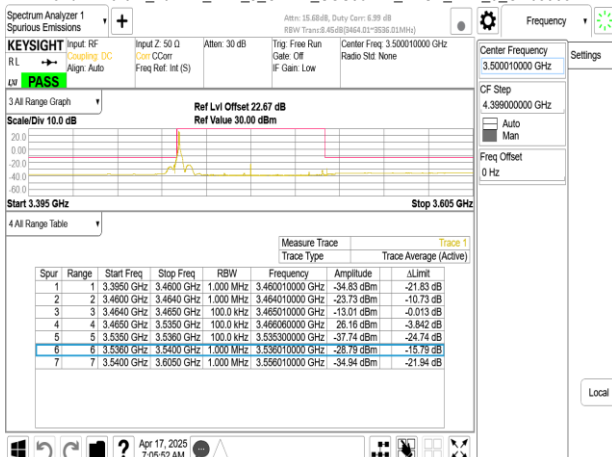 Spectrum Analyzer 1
Spurious Emissions
Attn: 15.68dB, Duty Corr: 6.99 dB
RBW Trans:8.45dB(3464.01~3536.01MHz)
Frequency
KEYSIGHT Input: RF Input Z: 50 Ω Atten: 30 dB Trig: Free Run Center Freq: 3.500010000 GHz
RL Coupling: DC Corr CCorr Gate: Off Radio Std: None
Align: Auto Freq Ref: Int (S) IF Gain: Low
PASS
Center Frequency
3.500010000 GHz
Settings
CF Step
4.399000000 GHz
Auto
Man
Freq Offset
0 Hz
Local
3 All Range Graph
Ref Lvl Offset 22.67 dB
Scale/Div 10.0 dB Ref Value 30.00 dBm
20.0
0.00
-20.0
-40.0
-60.0
Start 3.395 GHz Stop 3.605 GHz
4 All Range Table
Measure Trace Trace 1
Trace Type Trace Average (Active)
Spur Range Start Freq Stop Freq RBW Frequency Amplitude ΔLimit
1 1 3.3950 GHz 3.4600 GHz 1.000 MHz 3.460010000 GHz -34.83 dBm -21.83 dB
2 2 3.4600 GHz 3.4640 GHz 1.000 MHz 3.464010000 GHz -23.73 dBm -10.73 dB
3 3 3.4640 GHz 3.4650 GHz 100.0 kHz 3.465010000 GHz -13.01 dBm -0.013 dB
4 4 3.4650 GHz 3.5350 GHz 100.0 kHz 3.466060000 GHz 26.16 dBm -3.842 dB
5 5 3.5350 GHz 3.5360 GHz 100.0 kHz 3.535300000 GHz -37.74 dBm -24.74 dB
6 6 3.5360 GHz 3.5400 GHz 1.000 MHz 3.536010000 GHz -28.79 dBm -15.79 dB
7 7 3.5400 GHz 3.6050 GHz 1.000 MHz 3.556010000 GHz -34.94 dBm -21.94 dB
Apr 17, 2025
7:05:52 AM